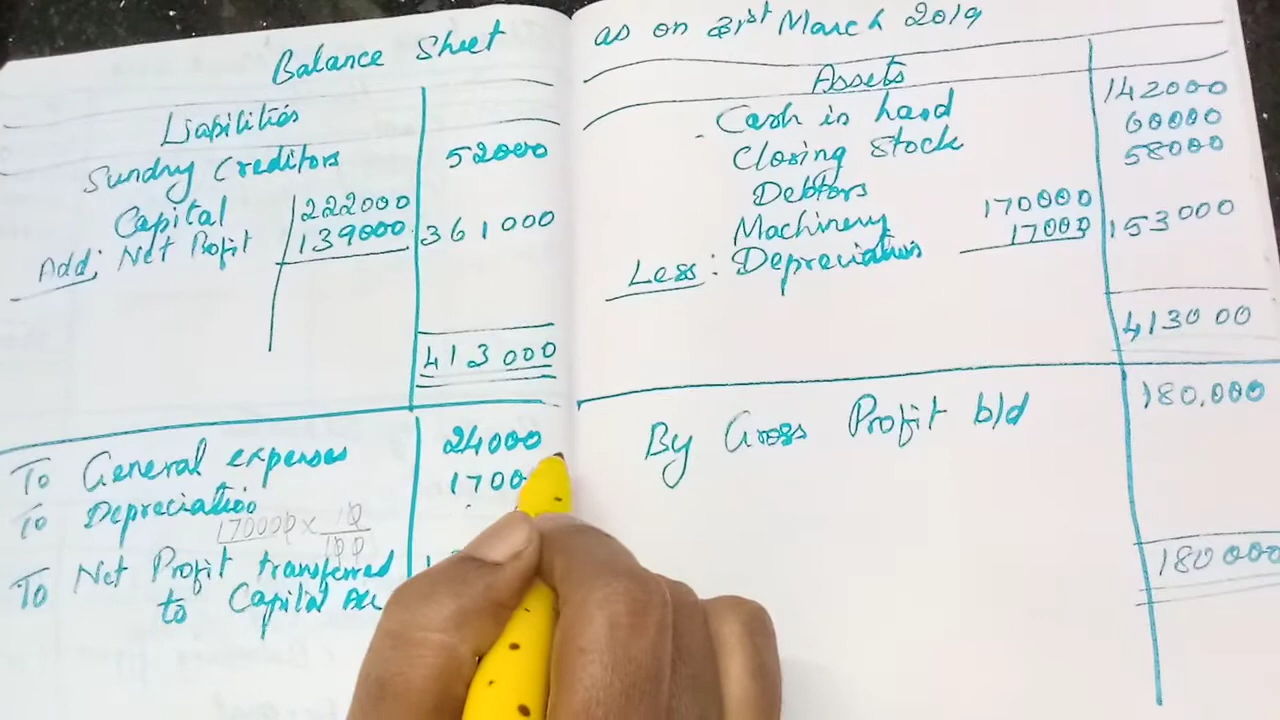 Balance Sheet as on 31st March 2019
Liabilities
Sundry Creditors 52000
Capital 222000
Add: Net Profit 139000 361000
413000
Assets
Cash in hand 142000
Closing Stock 60000
Debtors 58000
Machinery 170000
Less: Depreciation 17000 153000
413000
To General expenses 24000
To Depreciation 1700
170000 × 10/100
To Net Profit transferred
to Capital A/c
By Gross Profit b/d 180,000
180000